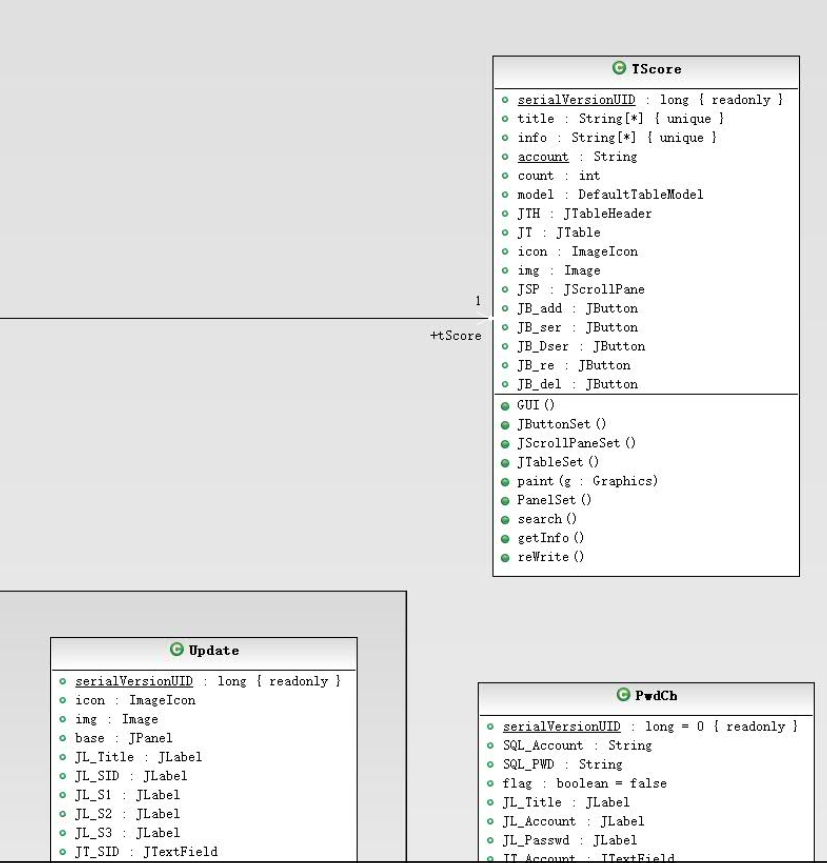 TScore
serialVersionUID : long { readonly }
title : String[*] { unique }
info : String[*] { unique }
account : String
count : int
model : DefaultTableModel
JTH : JTableHeader
JT : JTable
icon : ImageIcon
img : Image
JSP : JScrollPane
JB_add : JButton
JB_ser : JButton
JB_Dser : JButton
JB_re : JButton
JB_del : JButton
GUI()
JButtonSet()
JScrollPaneSet()
JTableSet()
paint(g : Graphics)
PanelSet()
search()
getInfo()
reWrite()
1
+tScore
Update
serialVersionUID : long { readonly }
icon : ImageIcon
img : Image
base : JPanel
JL_Title : JLabel
JL_SID : JLabel
JL_S1 : JLabel
JL_S2 : JLabel
JL_S3 : JLabel
JT_SID : JTextField
PwdCh
serialVersionUID : long = 0 { readonly }
SQL_Account : String
SQL_PWD : String
flag : boolean = false
JL_Title : JLabel
JL_Account : JLabel
JL_Passwd : JLabel
JT_Account : JTextField